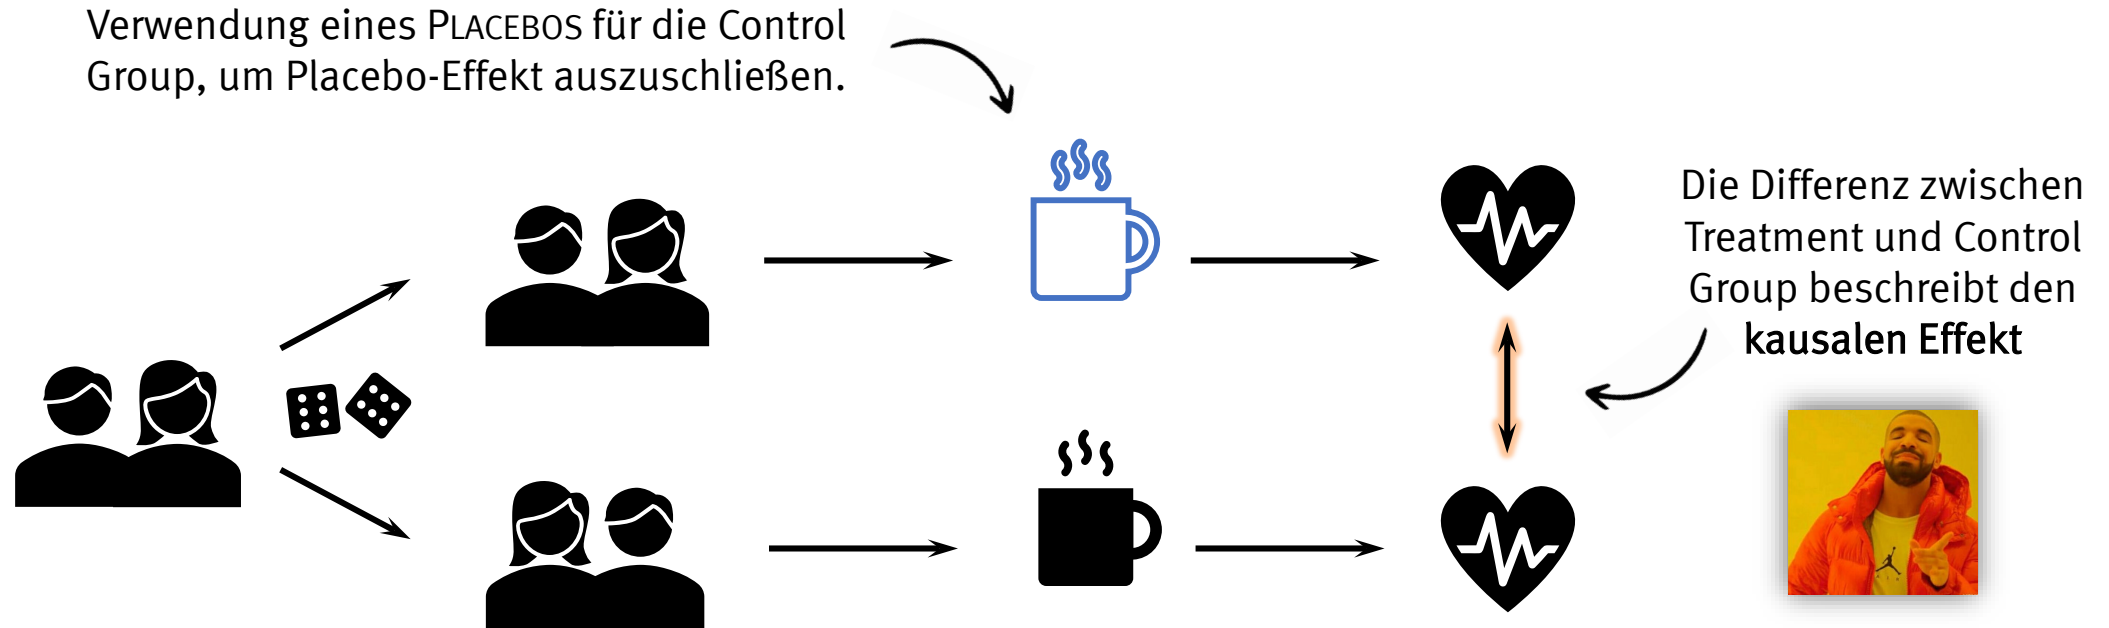 Verwendung eines PLACEBOS für die Control
Group, um Placebo-Effekt auszuschließen.
Die Differenz zwischen
Treatment und Control
Group beschreibt den
kausalen Effekt